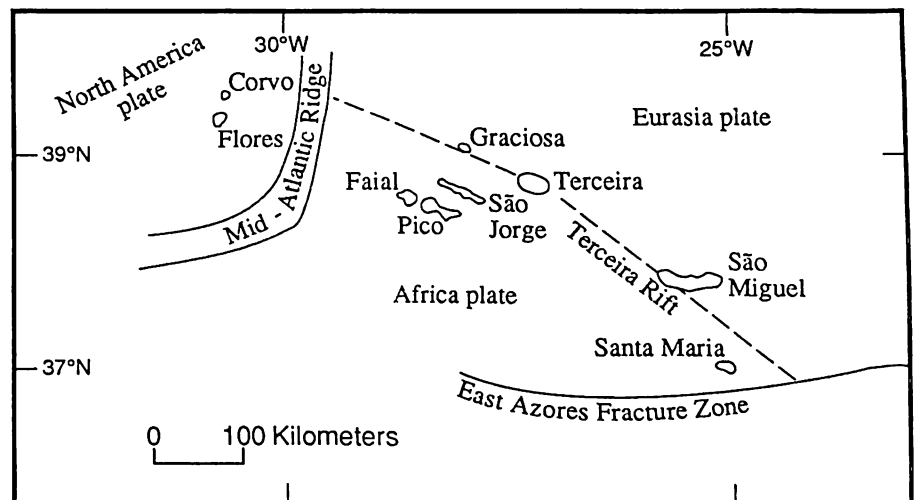 30°W
25°W
North America
plate
Corvo
Flores
Mid - Atlantic Ridge
Eurasia plate
Graciosa
39°N
Terceira
Faial
São
Jorge
Pico
Terceira Rift
São
Miguel
Africa plate
Santa Maria
37°N
East Azores Fracture Zone
0 100 Kilometers